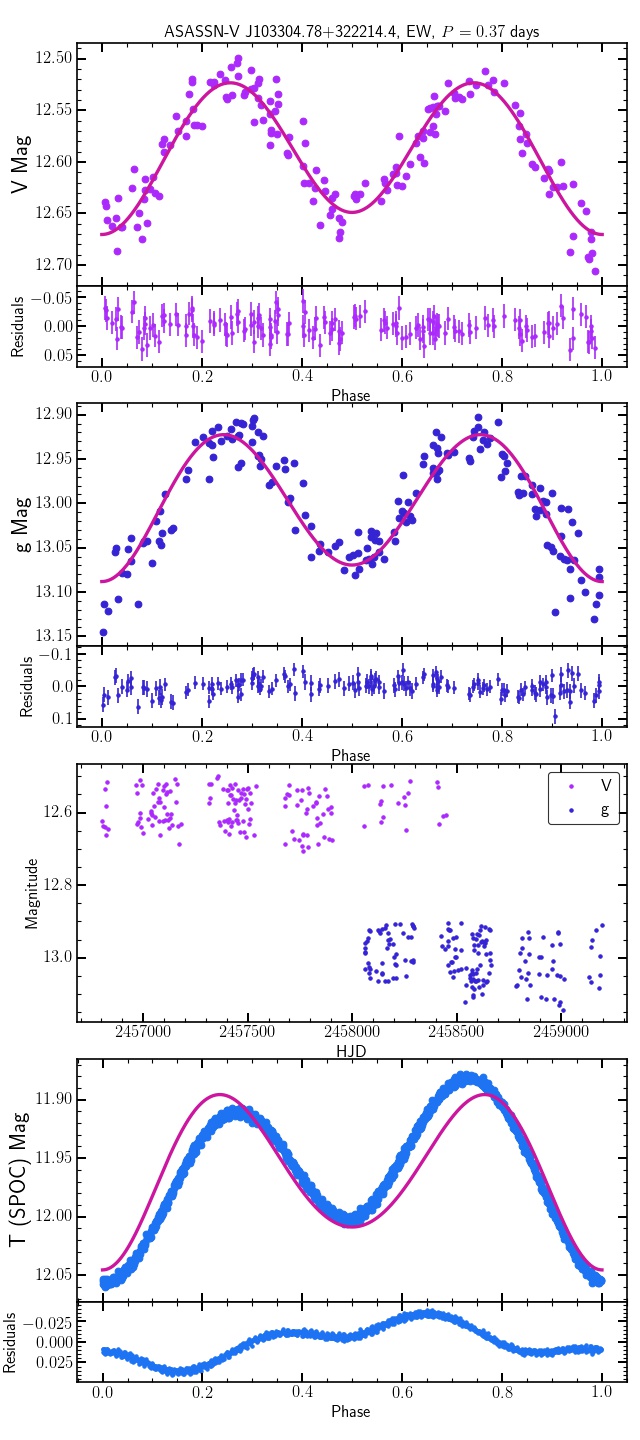 ASASSN-V J103304.78+322214.4, EW, P = 0.37 days
12.50
12.55
12.60
12.65
12.70
V Mag
−0.05
0.00
0.05
Residuals
0.0 0.2 0.4 0.6 0.8 1.0
Phase
12.90
12.95
13.00
13.05
13.10
13.15
g Mag
−0.1
0.0
0.1
Residuals
0.0 0.2 0.4 0.6 0.8 1.0
Phase
V
g
12.6
12.8
13.0
Magnitude
2457000 2457500 2458000 2458500 2459000
HJD
11.90
11.95
12.00
12.05
T (SPOC) Mag
−0.025
0.000
0.025
Residuals
0.0 0.2 0.4 0.6 0.8 1.0
Phase